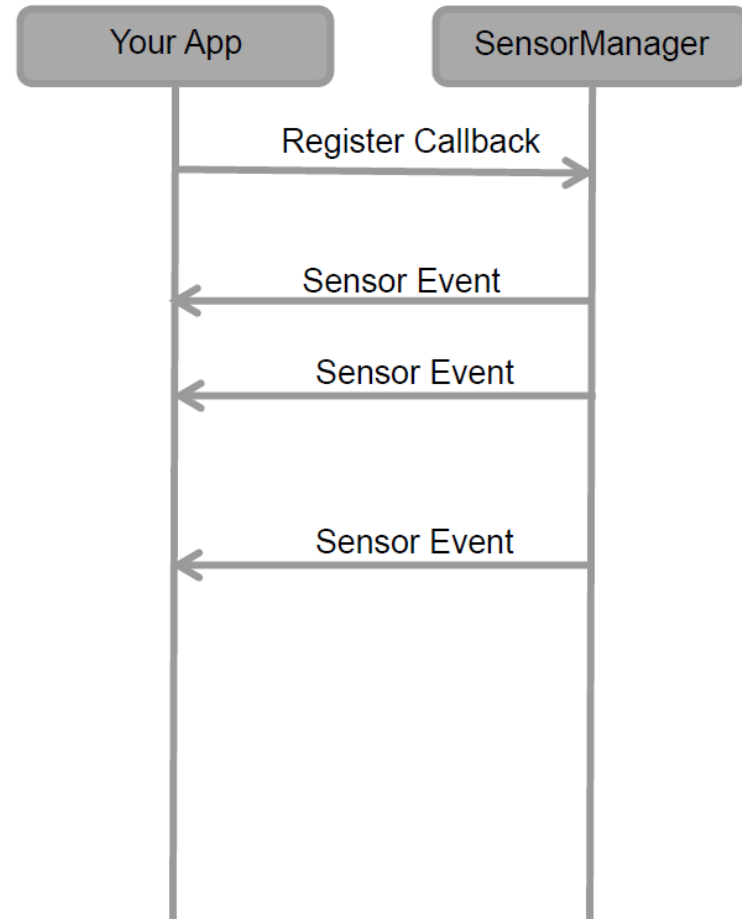 Your App
SensorManager
Register Callback
Sensor Event
Sensor Event
Sensor Event